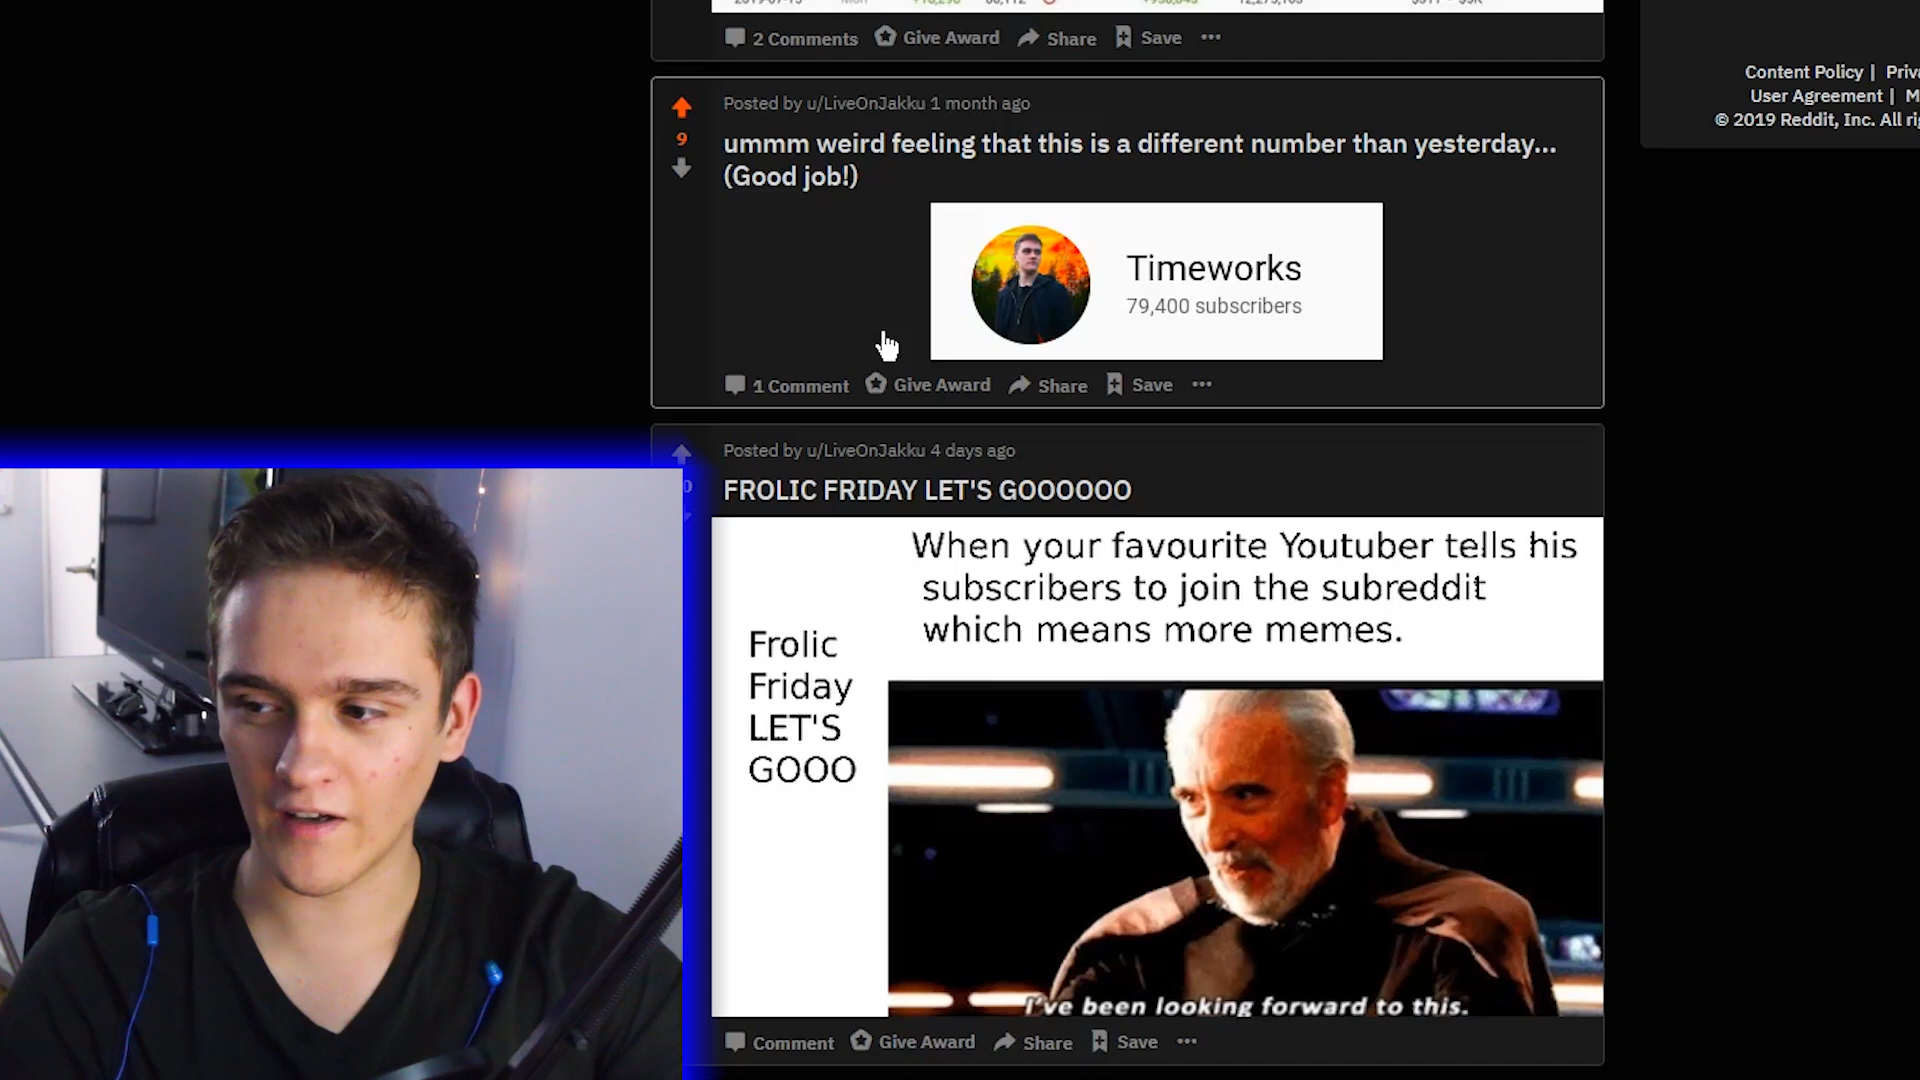 2 Comments Give Award Share Save
Content Policy |
User Agreement |
© 2019 Reddit, Inc. All
Posted by u/LiveOnJakku 1 month ago
9
ummm weird feeling that this is a different number than yesterday...
(Good job!)
Timeworks
79,400 subscribers
1 Comment Give Award Share Save
Posted by u/LiveOnJakku 4 days ago
FROLIC FRIDAY LET'S GOOOOOO
When your favourite Youtuber tells his
subscribers to join the subreddit
which means more memes.
Frolic
Friday
LET'S
GOOO
I've been looking forward to this.
Comment Give Award Share Save